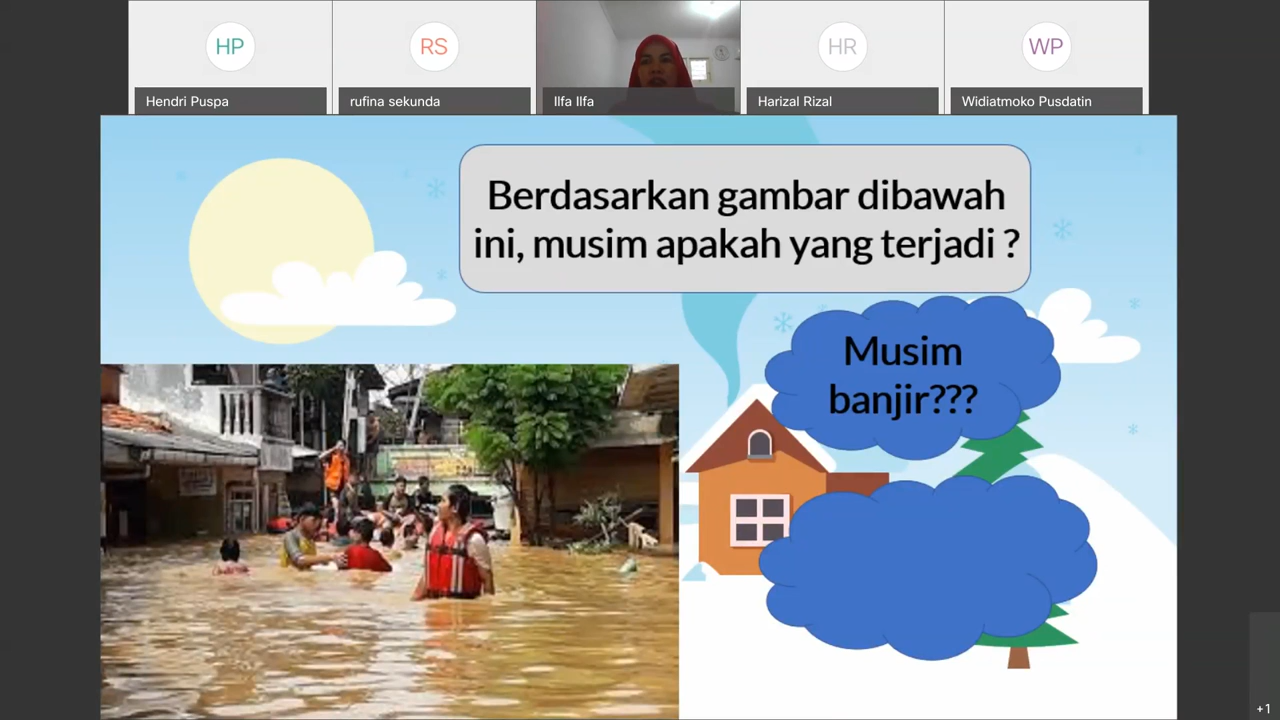 HP
RS
HR
WP
Hendri Puspa
rufina sekunda
Ilfa Ilfa
Harizal Rizal
Widiatmoko Pusdatin
Berdasarkan gambar dibawah
ini, musim apakah yang terjadi ?
Musim
banjir???
+1